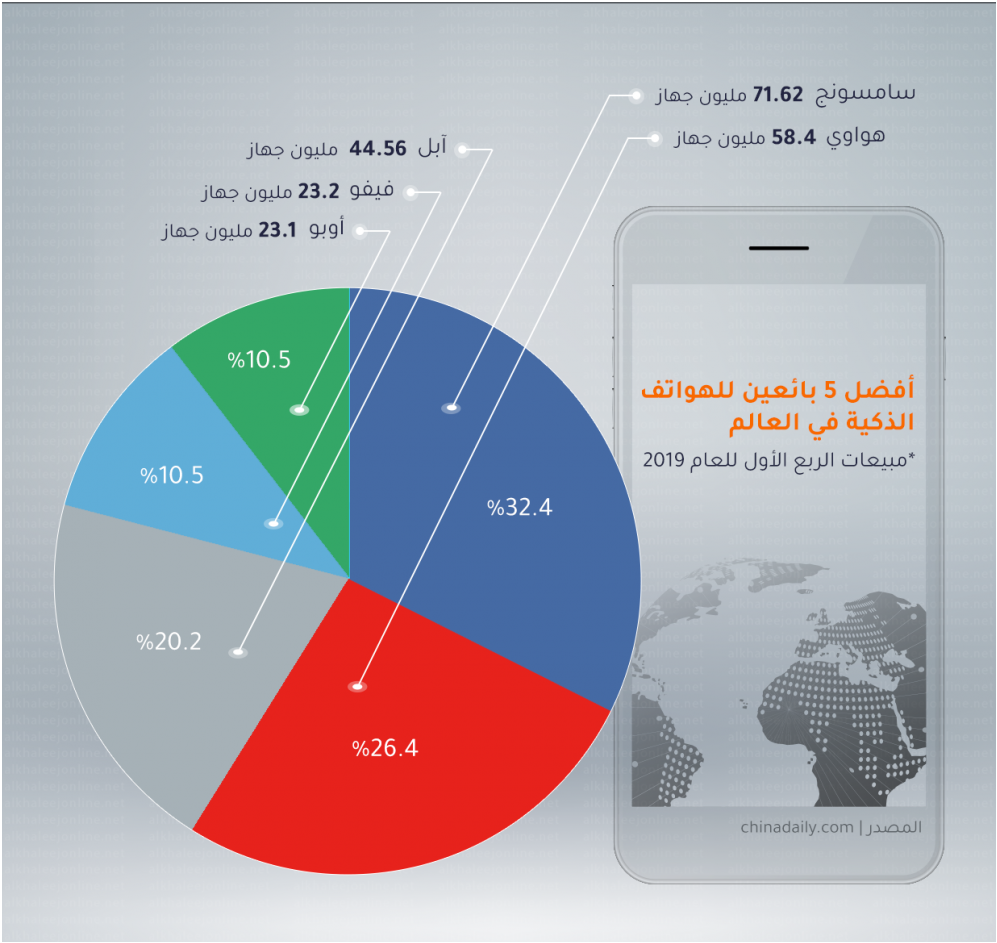 سامسونج 71.62 مليون جهاز
هواوي 58.4 مليون جهاز
آبل 44.56 مليون جهاز
فيفو 23.2 مليون جهاز
أوبو 23.1 مليون جهاز
أفضل 5 بائعين للهواتف
الذكية في العالم
*مبيعات الربع الأول للعام 2019
%10.5
%10.5
%32.4
%20.2
%26.4
المصدر | chinadaily.com